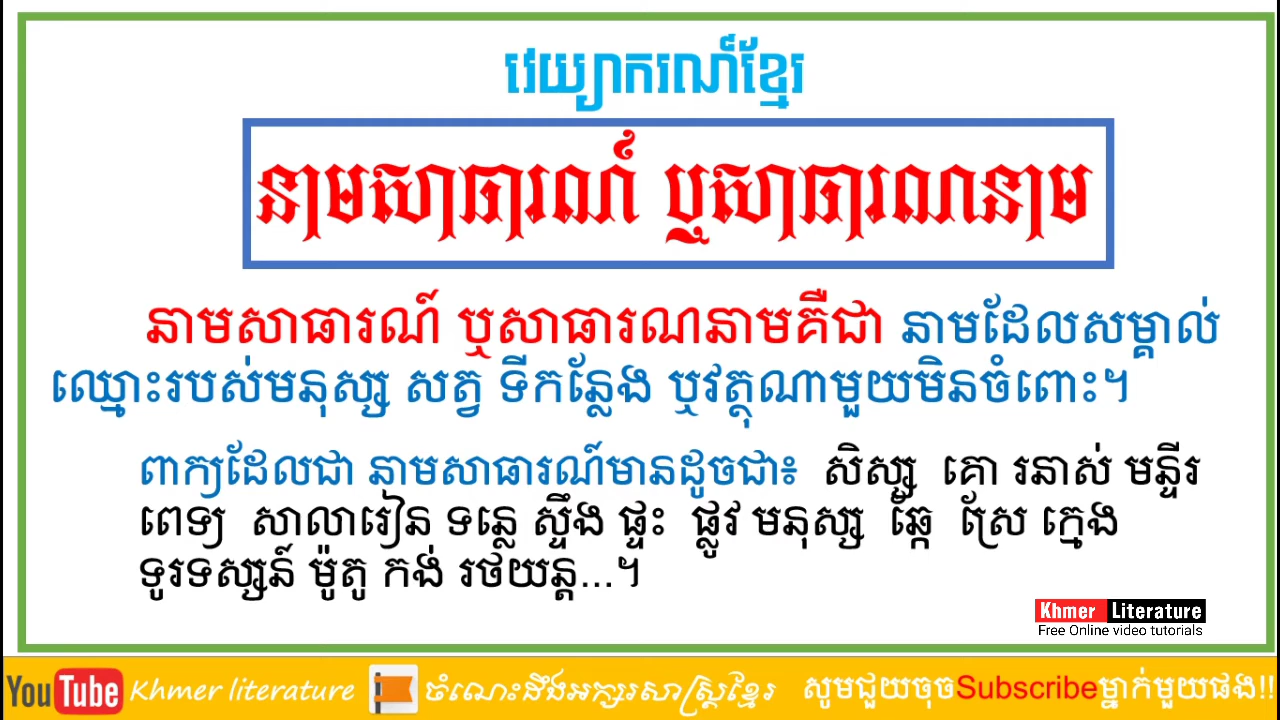 វេយ្យាករណ៍ខ្មែរ
នាមសាធារណ៍ ឬសាធារណនាម
នាមសាធារណ៍ ឬសាធារណនាមគឺជា នាមដែលសម្គាល់
ឈ្មោះរបស់មនុស្ស សត្វ ទីកន្លែង ឬវត្ថុណាមួយមិនចំពោះ។
ពាក្យដែលជា នាមសាធារណ៍មានដូចជា៖ សិស្ស គោ រនាស់ មន្ទីរ
ពេទ្យ សាលារៀន ទន្លេ ស្ទឹង ផ្ទះ ផ្លូវ មនុស្ស ឆ្កែ ស្រែ ក្មេង
ទូរទស្សន៍ ម៉ូតូ កង់ រថយន្ត...។
Khmer Literature
Free Online video tutorials
YouTube Khmer literature ចំណេះដឹងអក្សរសាស្ត្រខ្មែរ សូមជួយចុចSubscribeម្នាក់មួយផង!!